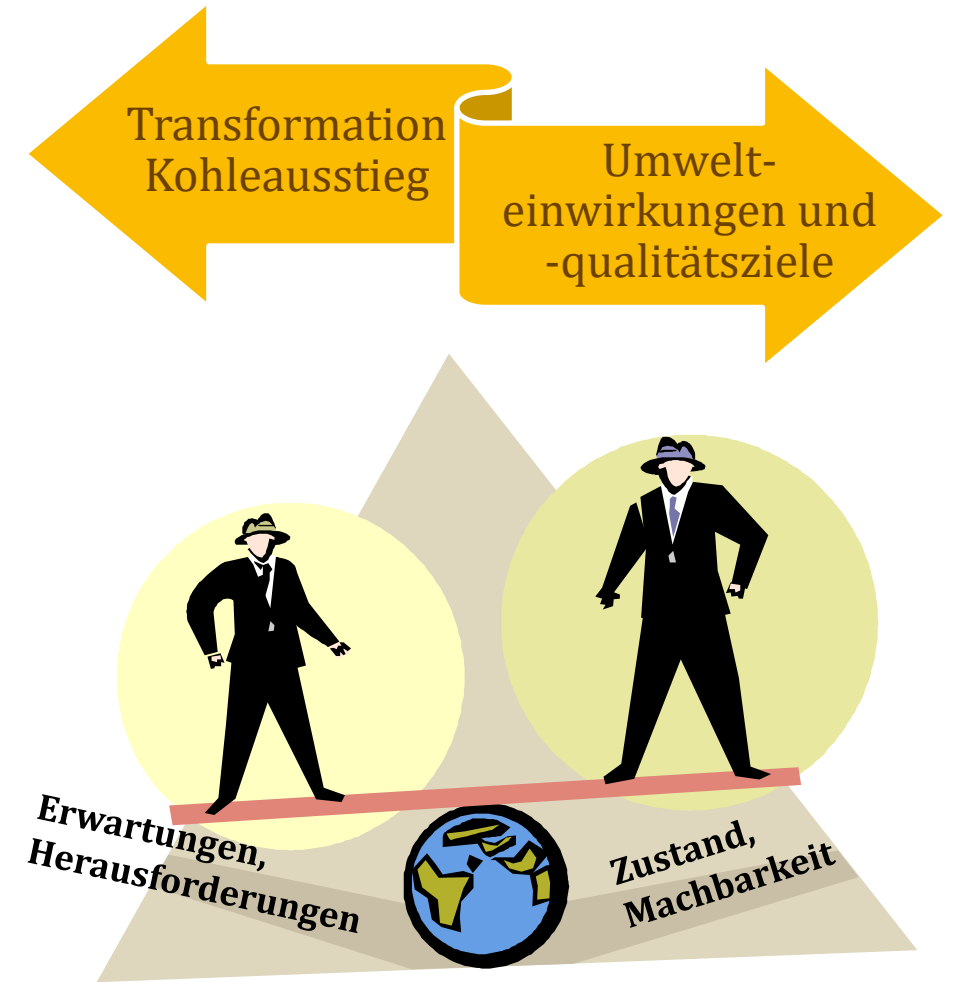 Transformation
Kohleausstieg
Umwelt-
einwirkungen und
-qualitätsziele
Erwartungen,
Herausforderungen
Zustand,
Machbarkeit